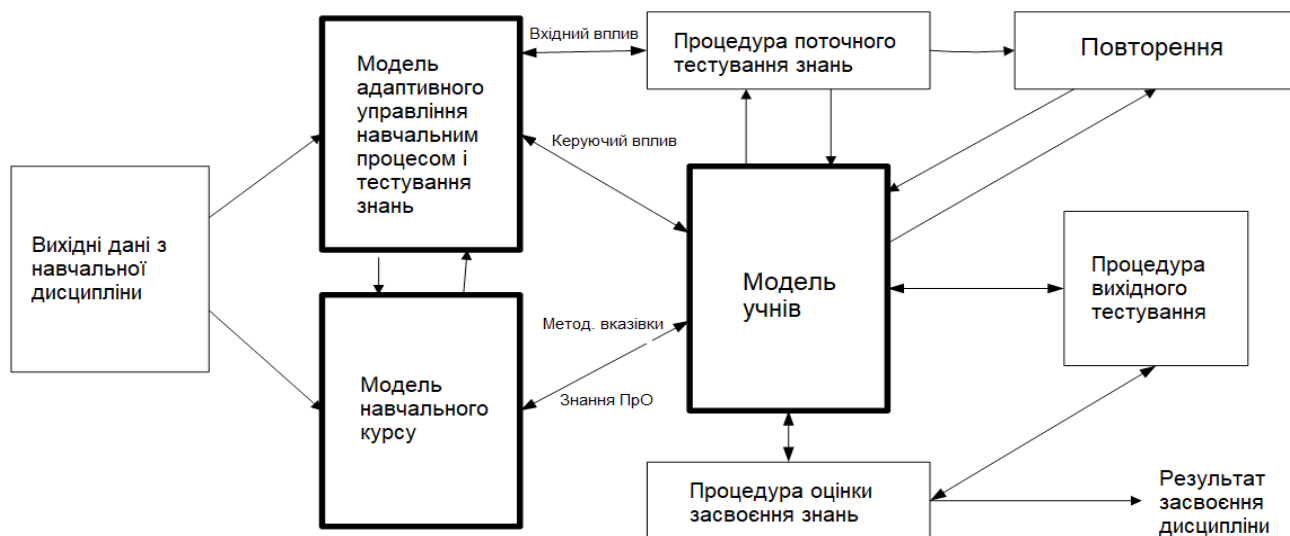 Вихідні дані з
навчальної
дисципліни
Модель
адаптивного
управління
навчальним
процесом і
тестування
знань
Модель
навчального
курсу
Вхідний вплив
Керуючий вплив
Метод. вказівки
Знання ПрО
Процедура поточного
тестування знань
Повторення
Модель
учнів
Процедура
вихідного
тестування
Процедура оцінки
засвоєння знань
Результат
засвоєння
дисципліни